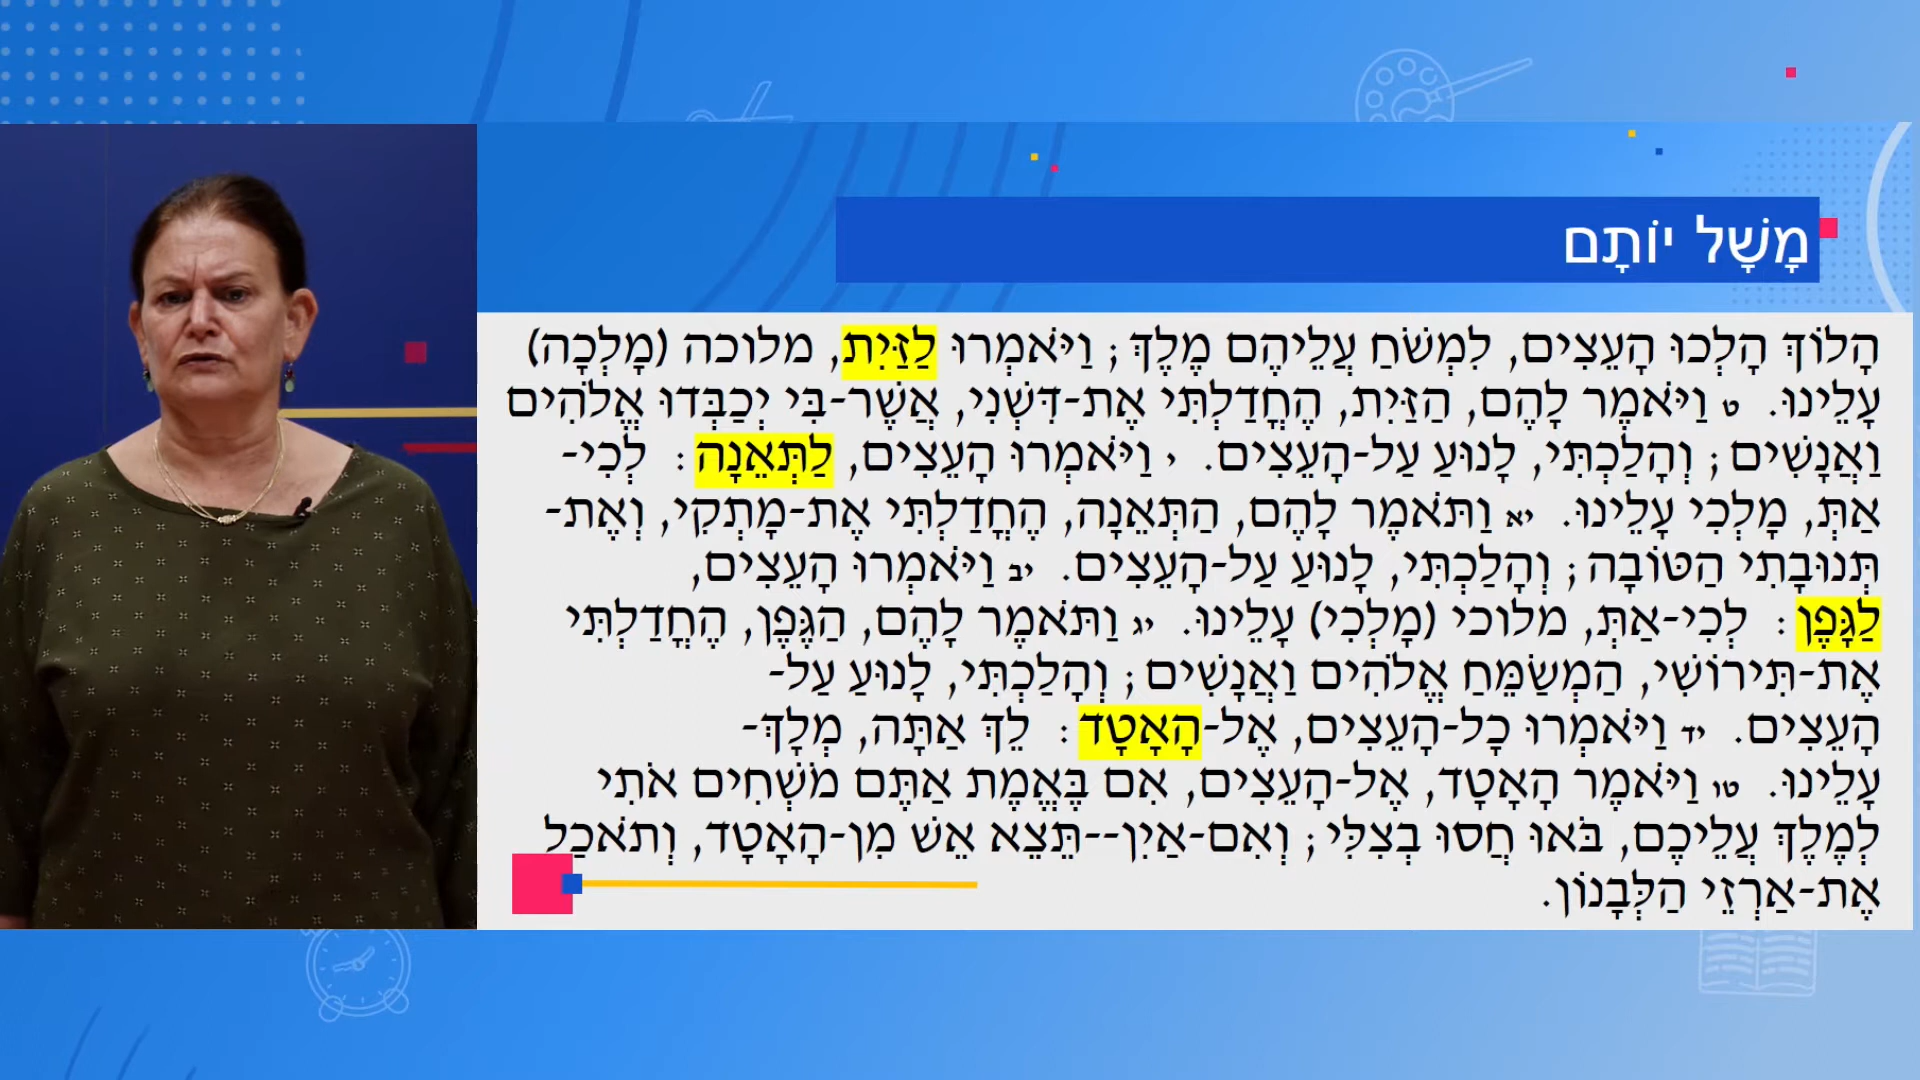 מָשָׁל יוֹתָם
הָלוֹךְ הָלְכוּ הָעֵצִים, לִמְשֹׁחַ עֲלֵיהֶם מֶלֶךְ; וַיֹּאמְרוּ לַזַּיִת, מלוכה (מָלְכָה)
עָלֵינוּ. ט וַיֹּאמֶר לָהֶם, הַזַּיִת, הֶחֳדַלְתִּי אֶת-דִּשְׁנִי, אֲשֶׁר-בִּי יְכַבְּדוּ אֱלֹהִים
וַאֲנָשִׁים; וְהָלַכְתִּי, לָנוּעַ עַל-הָעֵצִים. י וַיֹּאמְרוּ הָעֵצִים, לַתְּאֵנָה: לְכִי-
אַתְּ, מָלְכִי עָלֵינוּ. יא וַתֹּאמֶר לָהֶם, הַתְּאֵנָה, הֶחֳדַלְתִּי אֶת-מָתְקִי, וְאֶת-
תְּנוּבָתִי הַטּוֹבָה; וְהָלַכְתִּי, לָנוּעַ עַל-הָעֵצִים. יב וַיֹּאמְרוּ הָעֵצִים,
לַגָּפֶן: לְכִי-אַתְּ, מלוכי (מָלְכִי) עָלֵינוּ. יג וַתֹּאמֶר לָהֶם, הַגֶּפֶן, הֶחֳדַלְתִּי
אֶת-תִּירוֹשִׁי, הַמְשַׂמֵּחַ אֱלֹהִים וַאֲנָשִׁים; וְהָלַכְתִּי, לָנוּעַ עַל-
הָעֵצִים. יד וַיֹּאמְרוּ כָל-הָעֵצִים, אֶל-הָאָטָד: לֵךְ אַתָּה, מְלָךְ-
עָלֵינוּ. טו וַיֹּאמֶר הָאָטָד, אֶל-הָעֵצִים, אִם בֶּאֱמֶת אַתֶּם מֹשְׁחִים אֹתִי
לְמֶלֶךְ עֲלֵיכֶם, בֹּאוּ חֲסוּ בְצִלִּי; וְאִם-אַיִן--תֵּצֵא אֵשׁ מִן-הָאָטָד, וְתֹאכַל
אֶת-אַרְזֵי הַלְּבָנוֹן.